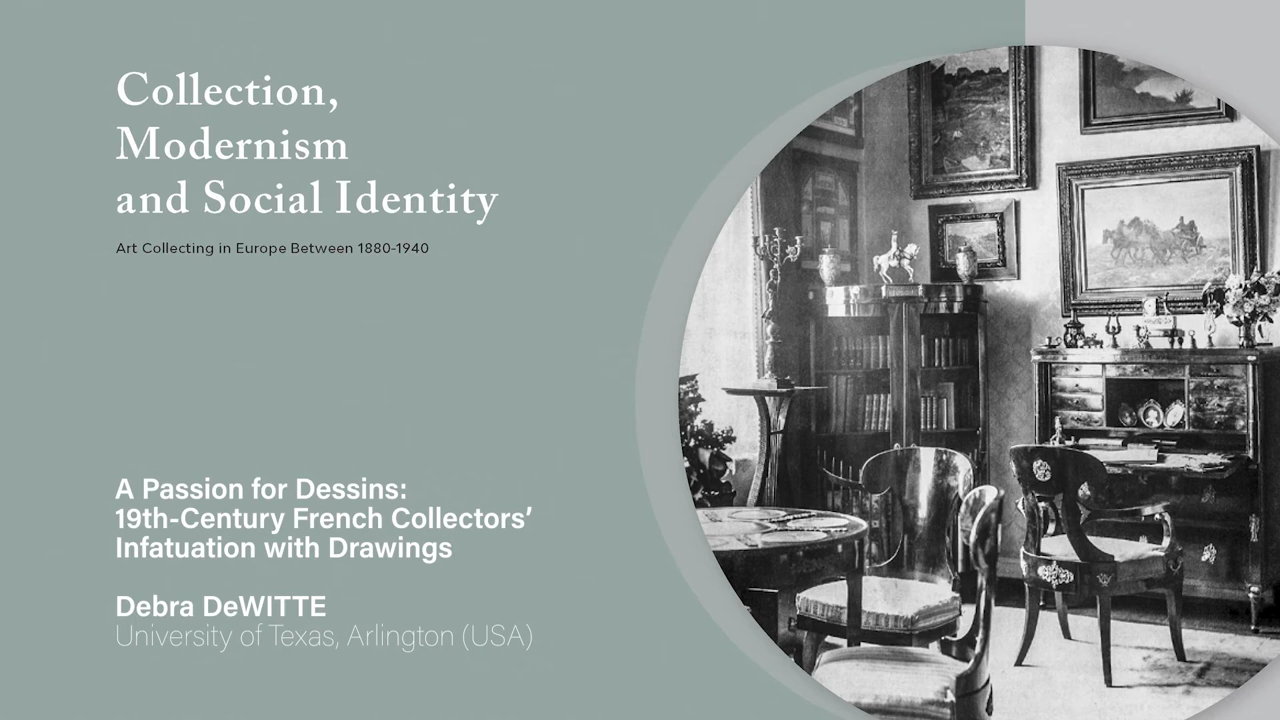 Collection,
Modernism
and Social Identity
Art Collecting in Europe Between 1880-1940
A Passion for Dessins:
19th-Century French Collectors’
Infatuation with Drawings
Debra DeWITTE
University of Texas, Arlington (USA)